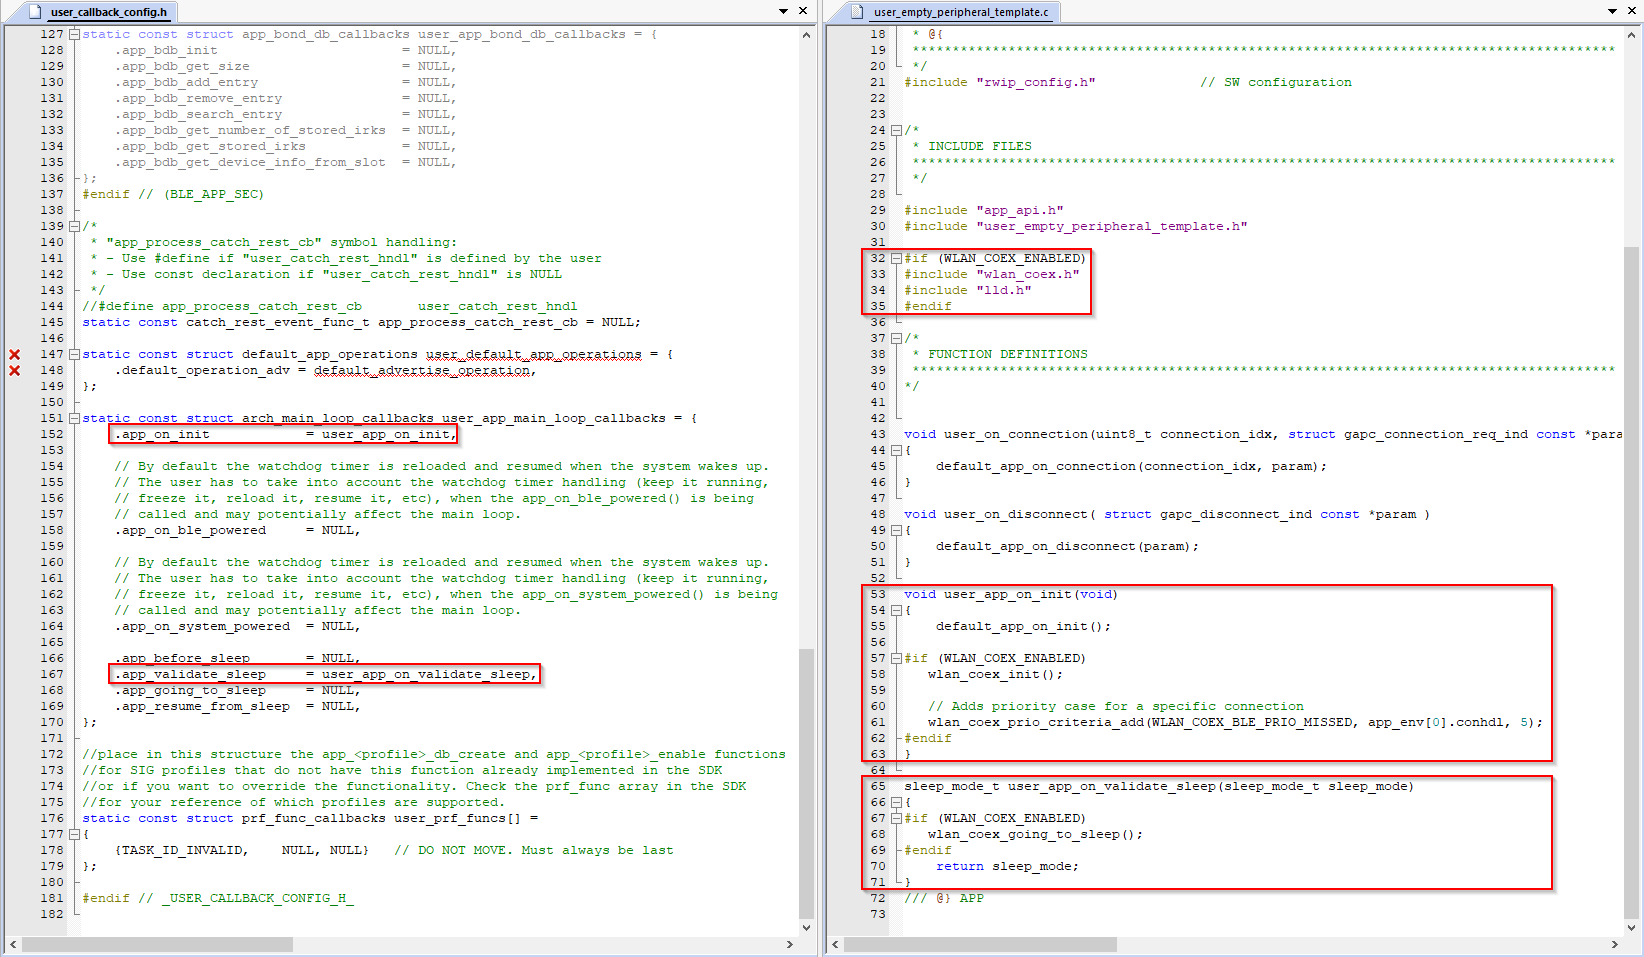 user_callback_config.h
127 static const struct app_bond_db_callbacks user_app_bond_db_callbacks = {
128 .app_bdb_init = NULL,
129 .app_bdb_get_size = NULL,
130 .app_bdb_add_entry = NULL,
131 .app_bdb_remove_entry = NULL,
132 .app_bdb_search_entry = NULL,
133 .app_bdb_get_number_of_stored_irks = NULL,
134 .app_bdb_get_stored_irks = NULL,
135 .app_bdb_get_device_info_from_slot = NULL,
136 };
137 #endif // (BLE_APP_SEC)
138
139 /*
140 * "app_process_catch_rest_cb" symbol handling:
141 * - Use #define if "user_catch_rest_hndl" is defined by the user
142 * - Use const declaration if "user_catch_rest_hndl" is NULL
143 */
144 //#define app_process_catch_rest_cb user_catch_rest_hndl
145 static const catch_rest_event_func_t app_process_catch_rest_cb = NULL;
146
147 static const struct default_app_operations user_default_app_operations = {
148 .default_operation_adv = default_advertise_operation,
149 };
150
151 static const struct arch_main_loop_callbacks user_app_main_loop_callbacks = {
152 .app_on_init = user_app_on_init,
153
154 // By default the watchdog timer is reloaded and resumed when the system wakes up.
155 // The user has to take into account the watchdog timer handling (keep it running,
156 // freeze it, reload it, resume it, etc), when the app_on_ble_powered() is being
157 // called and may potentially affect the main loop.
158 .app_on_ble_powered = NULL,
159
160 // By default the watchdog timer is reloaded and resumed when the system wakes up.
161 // The user has to take into account the watchdog timer handling (keep it running,
162 // freeze it, reload it, resume it, etc), when the app_on_system_powered() is being
163 // called and may potentially affect the main loop.
164 .app_on_system_powered = NULL,
165
166 .app_before_sleep = NULL,
167 .app_validate_sleep = user_app_on_validate_sleep,
168 .app_going_to_sleep = NULL,
169 .app_resume_from_sleep = NULL,
170 };
171
172 //place in this structure the app_<profile>_db_create and app_<profile>_enable functions
173 //for SIG profiles that do not have this function already implemented in the SDK
174 //or if you want to override the functionality. Check the prf_func array in the SDK
175 //for your reference of which profiles are supported.
176 static const struct prf_func_callbacks user_prf_funcs[] =
177 {
178 {TASK_ID_INVALID, NULL, NULL} // DO NOT MOVE. Must always be last
179 };
180
181 #endif // _USER_CALLBACK_CONFIG_H_
182
user_empty_peripheral_template.c
18 * @{
19 ****************************************************************************************
20 */
21 #include "rwip_config.h" // SW configuration
22
23
24 /*
25 * INCLUDE FILES
26 ****************************************************************************************
27 */
28
29 #include "app_api.h"
30 #include "user_empty_peripheral_template.h"
31
32 #if (WLAN_COEX_ENABLED)
33 #include "wlan_coex.h"
34 #include "lld.h"
35 #endif
36
37 /*
38 * FUNCTION DEFINITIONS
39 ****************************************************************************************
40 */
41
42
43 void user_on_connection(uint8_t connection_idx, struct gapc_connection_req_ind const *para
44 {
45 default_app_on_connection(connection_idx, param);
46 }
47
48 void user_on_disconnect( struct gapc_disconnect_ind const *param )
49 {
50 default_app_on_disconnect(param);
51 }
52
53 void user_app_on_init(void)
54 {
55 default_app_on_init();
56
57 #if (WLAN_COEX_ENABLED)
58 wlan_coex_init();
59
60 // Adds priority case for a specific connection
61 wlan_coex_prio_criteria_add(WLAN_COEX_BLE_PRIO_MISSED, app_env[0].conhdl, 5);
62 #endif
63 }
64
65 sleep_mode_t user_app_on_validate_sleep(sleep_mode_t sleep_mode)
66 {
67 #if (WLAN_COEX_ENABLED)
68 wlan_coex_going_to_sleep();
69 #endif
70 return sleep_mode;
71 }
72 /// @} APP
73